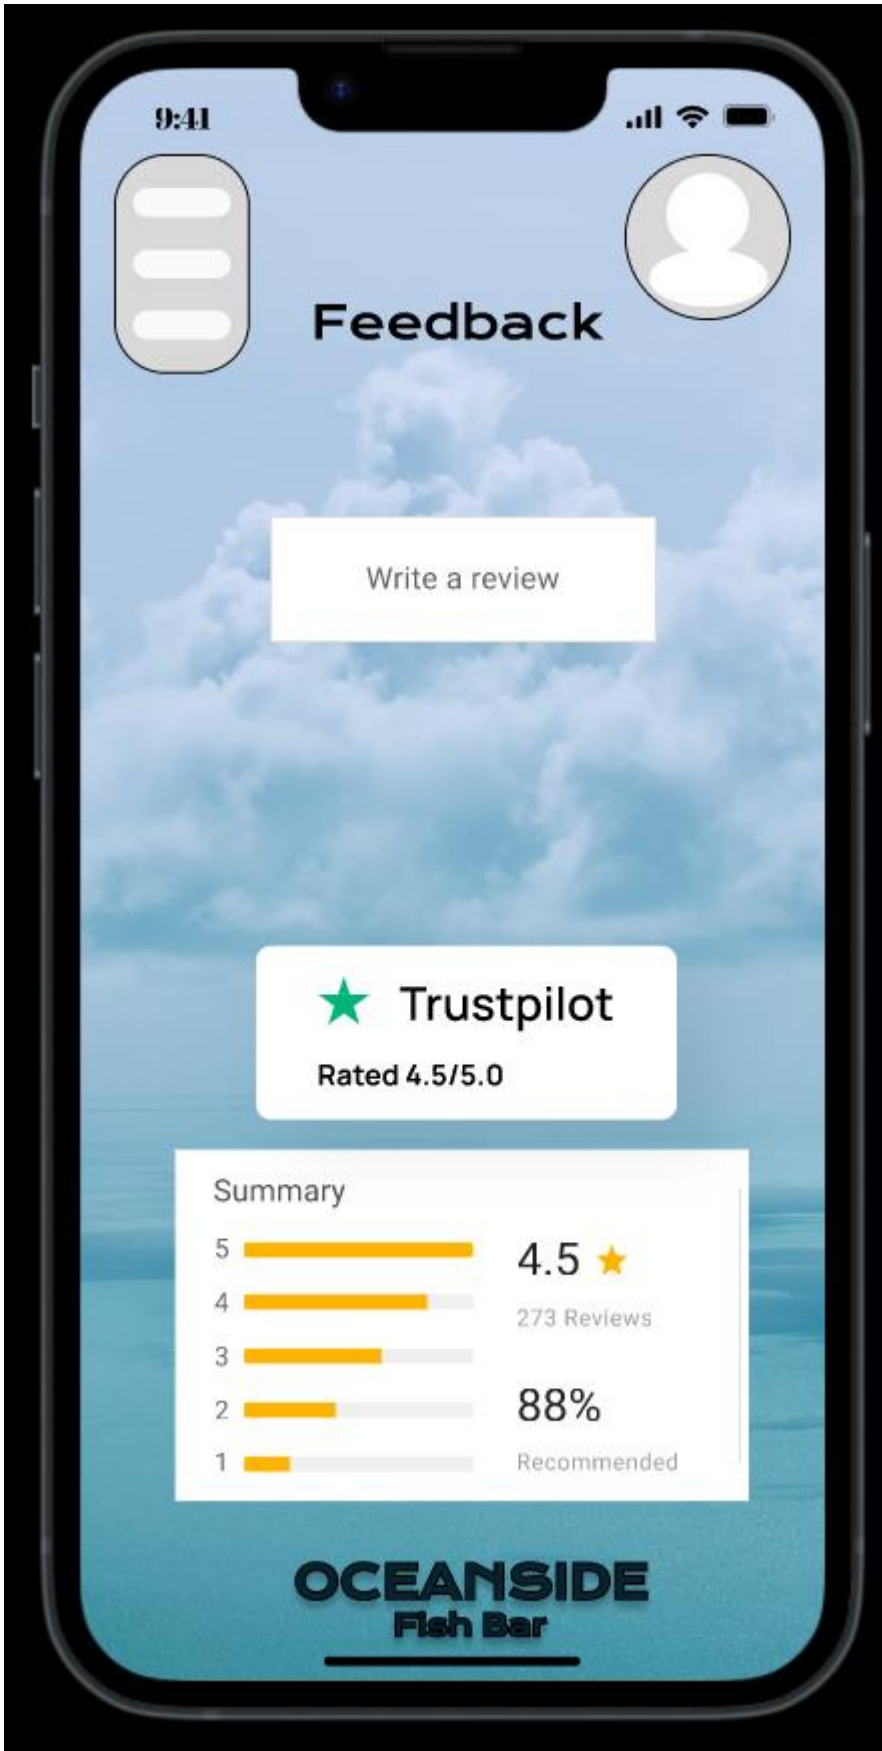 9:41
Feedback
Write a review
Trustpilot
Rated 4.5/5.0
Summary
5
4
3
2
1
4.5
273 Reviews
88%
Recommended
OCEANSIDE
Fish Bar